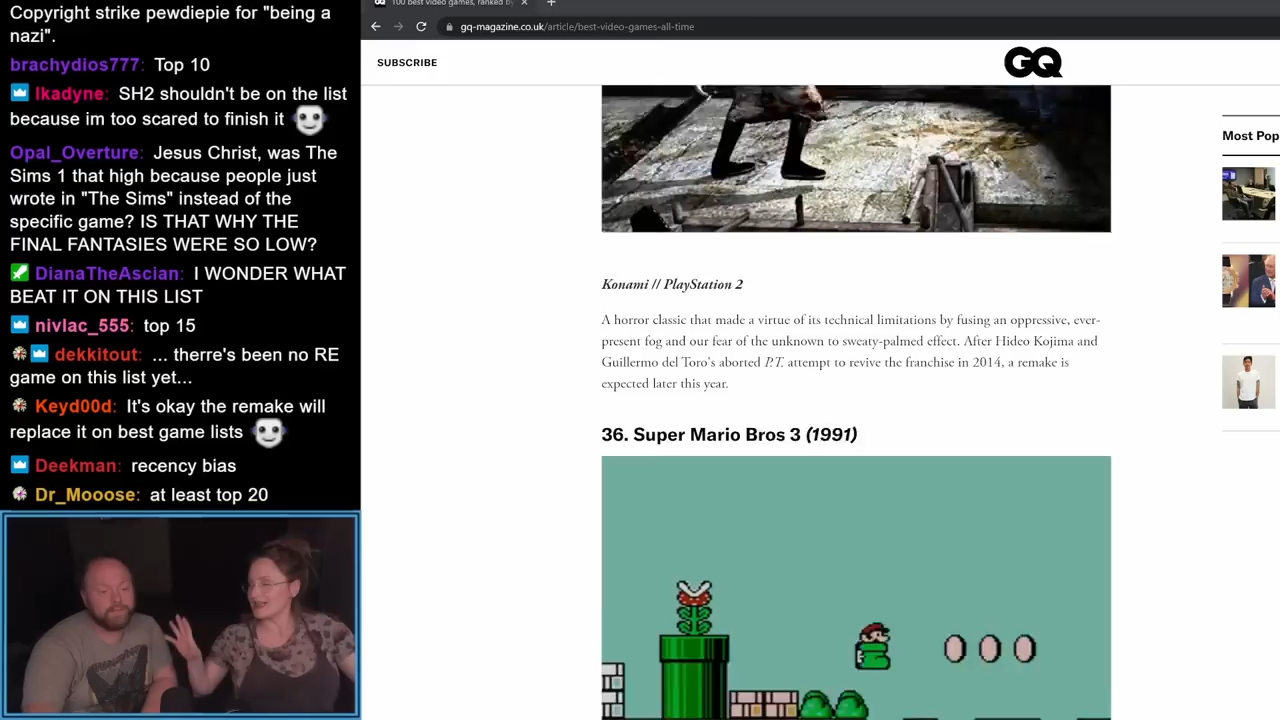 Copyright strike pewdiepie for "being a
nazi".
brachydios777: Top 10
Ikadyne: SH2 shouldn't be on the list
because im too scared to finish it
Opal_Overture: Jesus Christ, was The
Sims 1 that high because people just
wrote in "The Sims" instead of the
specific game? IS THAT WHY THE
FINAL FANTASIES WERE SO LOW?
DianaTheAscian: I WONDER WHAT
BEAT IT ON THIS LIST
nivlac_555: top 15
dekkitout: ... therre's been no RE
game on this list yet...
Keyd00d: It's okay the remake will
replace it on best game lists
Deekman: recency bias
Dr_Mooose: at least top 20
100 best video games, ranked by
gq-magazine.co.uk/article/best-video-games-all-time
SUBSCRIBE
GQ
Konami // PlayStation 2
A horror classic that made a virtue of its technical limitations by fusing an oppressive, ever-
present fog and our fear of the unknown to sweaty-palmed effect. After Hideo Kojima and
Guillermo del Toro's aborted P.T. attempt to revive the franchise in 2014, a remake is
expected later this year.
36. Super Mario Bros 3 (1991)
Most Pop